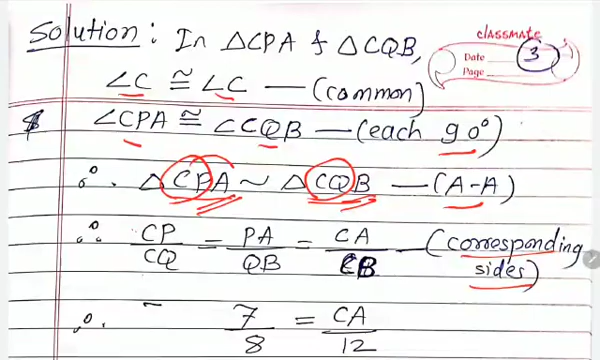 Solution: In △CPA & △CQB,
classmate
Date
Page
3
∠C ≅ ∠C — (common)
∠CPA ≅ ∠CQB — (each 90°)
∴ △CPA ~ △CQB — (A-A)
∴ CP/CQ = PA/QB = CA/CB — (corresponding sides)
∴ 7/8 = CA/12